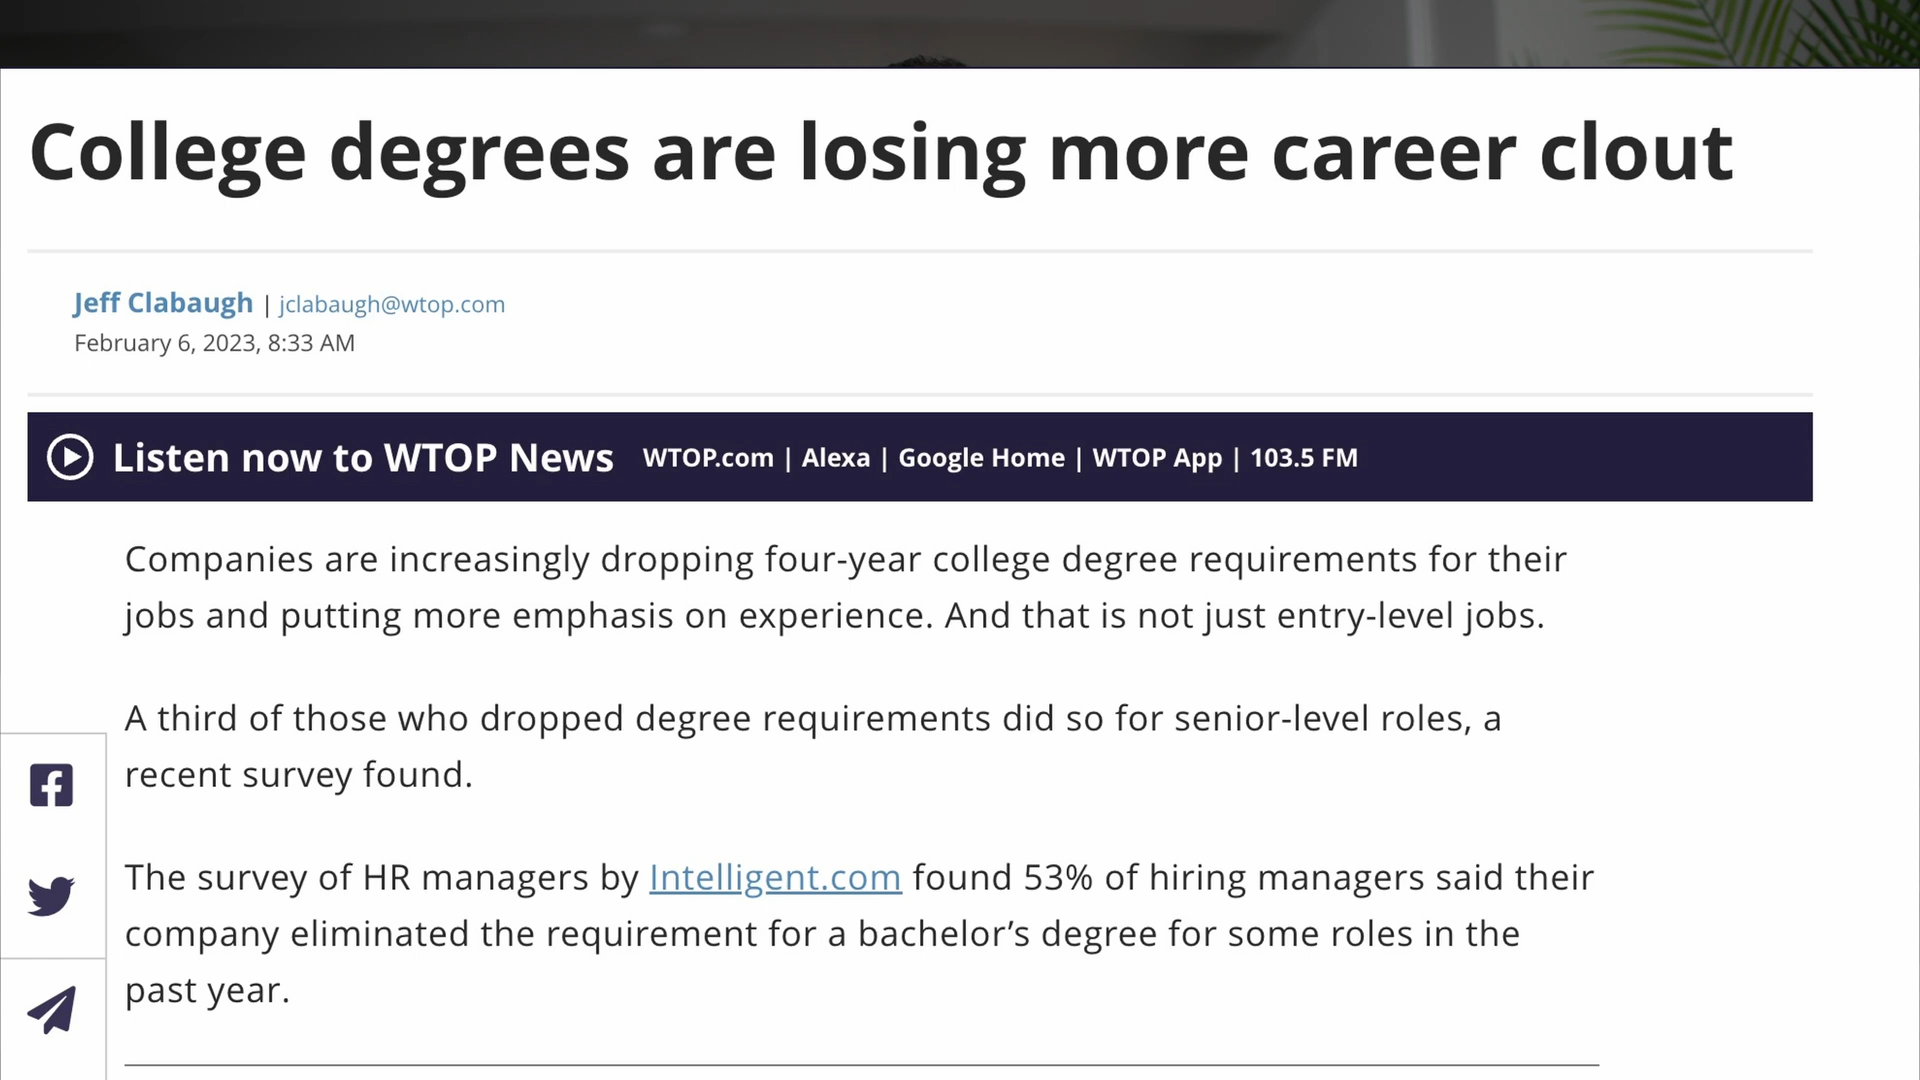 College degrees are losing more career clout
Jeff Clabaugh | jclabaugh@wtop.com
February 6, 2023, 8:33 AM
Listen now to WTOP News WTOP.com | Alexa | Google Home | WTOP App | 103.5 FM
Companies are increasingly dropping four-year college degree requirements for their
jobs and putting more emphasis on experience. And that is not just entry-level jobs.
A third of those who dropped degree requirements did so for senior-level roles, a
recent survey found.
The survey of HR managers by Intelligent.com found 53% of hiring managers said their
company eliminated the requirement for a bachelor’s degree for some roles in the
past year.